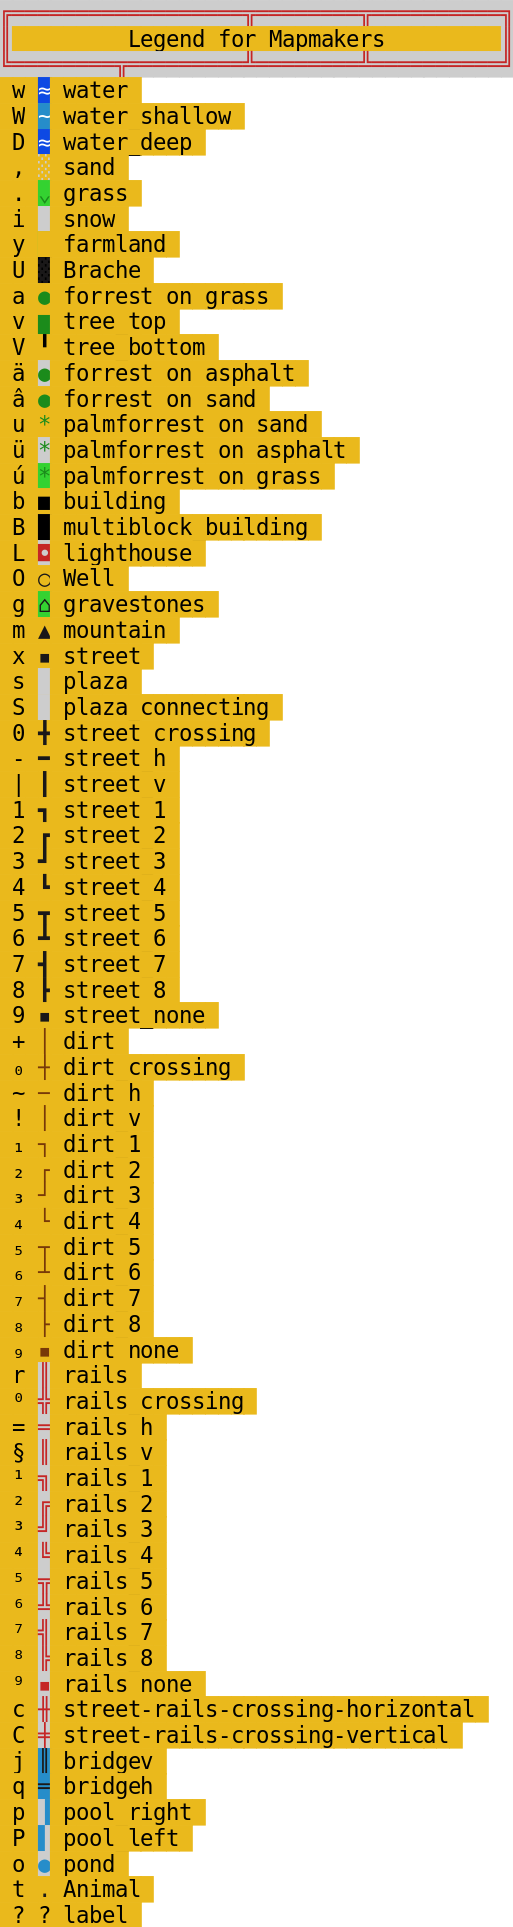 Legend for Mapmakers
w ≈ water
W ~ water_shallow
D ≈ water_deep
, ░ sand
. ⌄ grass
i snow
y farmland
U ▓ Brache
a ● forrest on grass
v ■ tree top
V ╹ tree bottom
ä ● forrest on asphalt
â ● forrest on sand
u * palmforrest on sand
ü * palmforrest on asphalt
ú * palmforrest on grass
b ■ building
B █ multiblock building
L ◘ lighthouse
O ○ Well
g ⌂ gravestones
m ▲ mountain
x ▪ street
s plaza
S plaza connecting
0 ╋ street crossing
- ━ street h
| ┃ street v
1 ┓ street 1
2 ┏ street 2
3 ┛ street 3
4 ┗ street 4
5 ┳ street 5
6 ┻ street 6
7 ┫ street 7
8 ┣ street 8
9 ▪ street_none
+ │ dirt
₀ ┼ dirt crossing
~ ─ dirt h
! │ dirt v
₁ ┐ dirt 1
₂ ┌ dirt 2
₃ ┘ dirt 3
₄ └ dirt 4
₅ ┬ dirt 5
₆ ┴ dirt 6
₇ ┤ dirt 7
₈ ├ dirt 8
₉ ▪ dirt none
r ║ rails
⁰ ╬ rails crossing
= ═ rails h
§ ║ rails v
¹ ╗ rails 1
² ╔ rails 2
³ ╝ rails 3
⁴ ╚ rails 4
⁵ ╦ rails 5
⁶ ╩ rails 6
⁷ ╣ rails 7
⁸ ╠ rails 8
⁹ ▪ rails none
c ╫ street-rails-crossing-horizontal
C ╪ street-rails-crossing-vertical
j ║ bridgev
q ═ bridgeh
p ▐ pool right
P ▌ pool left
o ● pond
t . Animal
? ? label